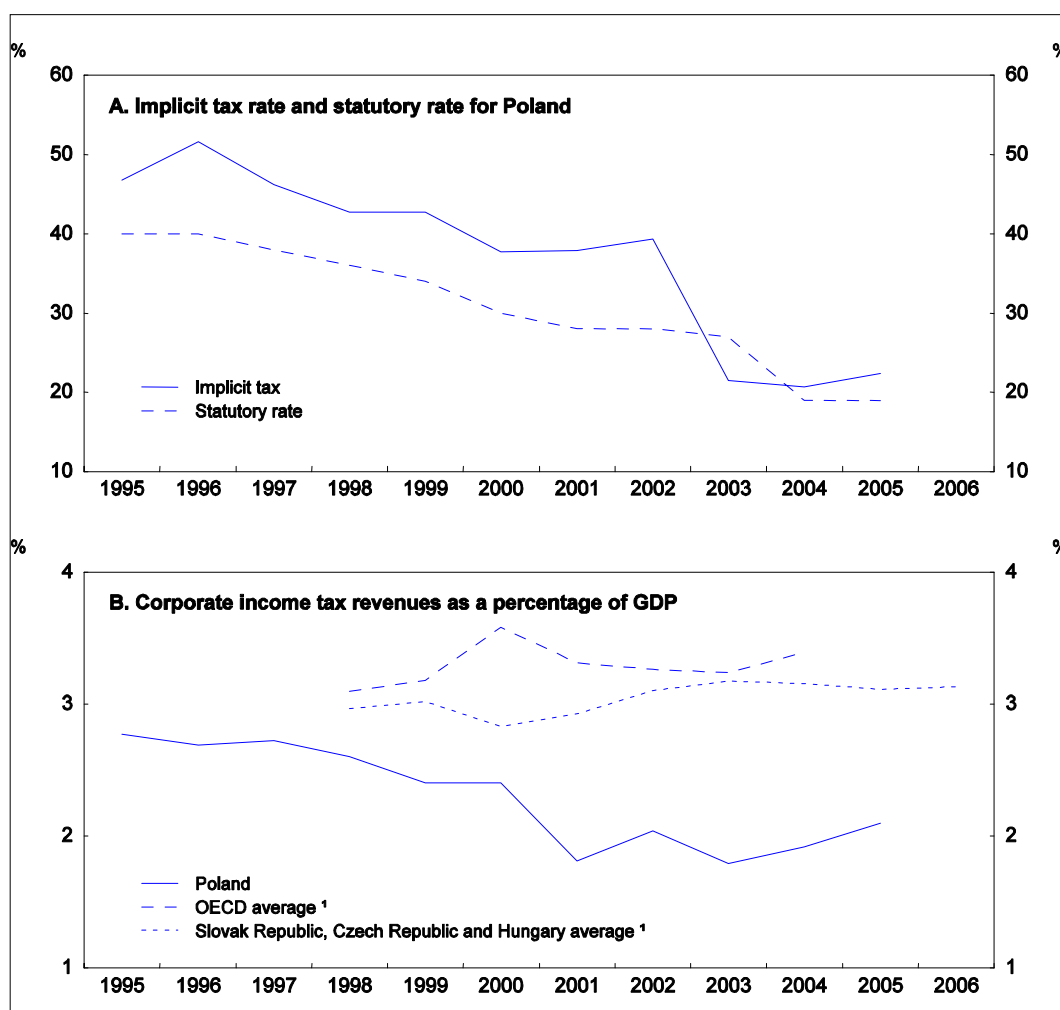 % %
60 60
A. Implicit tax rate and statutory rate for Poland
50 50
40 40
30 30
Implicit tax
20 20
Statutory rate
10 10
1995 1996 1997 1998 1999 2000 2001 2002 2003 2004 2005 2006
% %
4 4
B. Corporate income tax revenues as a percentage of GDP
3 3
2 2
Poland
OECD average ¹
Slovak Republic, Czech Republic and Hungary average ¹
1 1
1995 1996 1997 1998 1999 2000 2001 2002 2003 2004 2005 2006